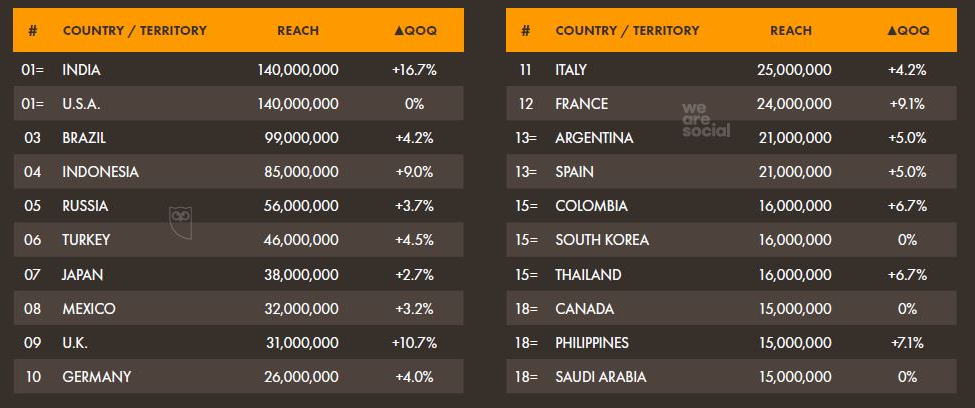 # COUNTRY / TERRITORY REACH ▲QOQ
01= INDIA 140,000,000 +16.7%
01= U.S.A. 140,000,000 0%
03 BRAZIL 99,000,000 +4.2%
04 INDONESIA 85,000,000 +9.0%
05 RUSSIA 56,000,000 +3.7%
06 TURKEY 46,000,000 +4.5%
07 JAPAN 38,000,000 +2.7%
08 MEXICO 32,000,000 +3.2%
09 U.K. 31,000,000 +10.7%
10 GERMANY 26,000,000 +4.0%
# COUNTRY / TERRITORY REACH ▲QOQ
11 ITALY 25,000,000 +4.2%
12 FRANCE 24,000,000 +9.1%
13= ARGENTINA 21,000,000 +5.0%
13= SPAIN 21,000,000 +5.0%
15= COLOMBIA 16,000,000 +6.7%
15= SOUTH KOREA 16,000,000 0%
15= THAILAND 16,000,000 +6.7%
18= CANADA 15,000,000 0%
18= PHILIPPINES 15,000,000 +7.1%
18= SAUDI ARABIA 15,000,000 0%
we
are
social